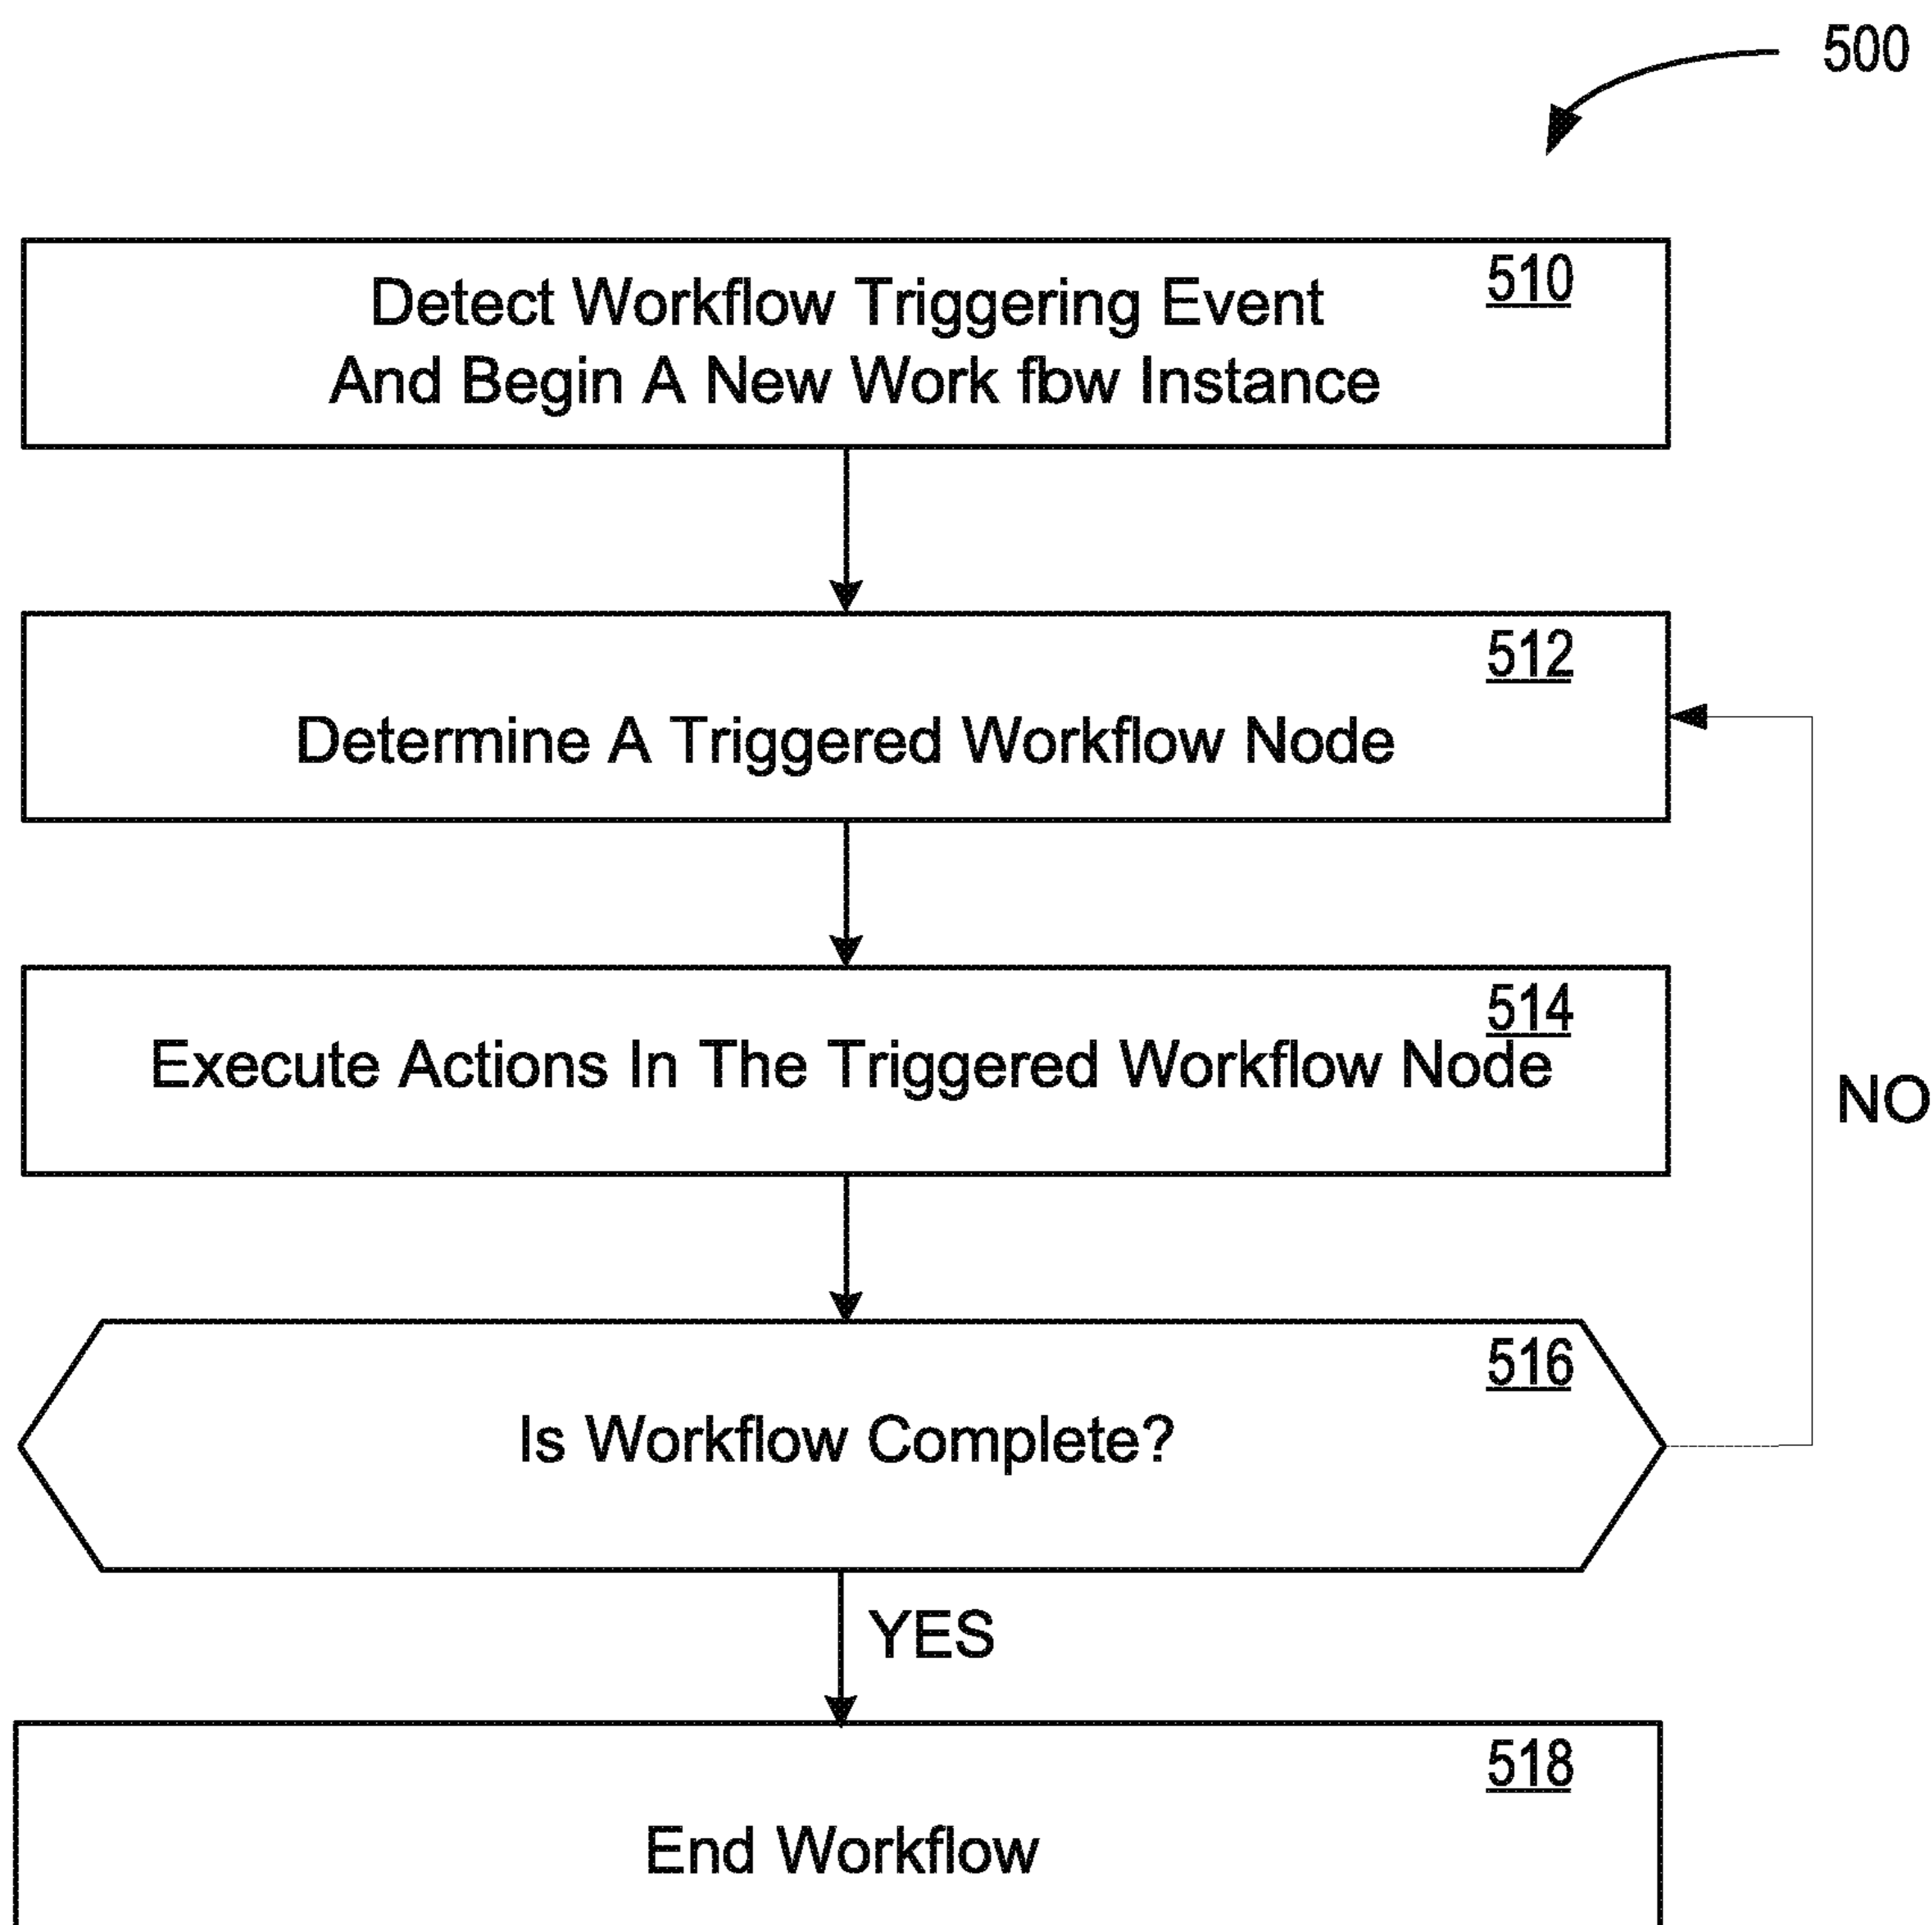 500
510
Detect Workflow Triggering Event
And Begin A New Work fbw Instance
512
Determine A Triggered Workflow Node
514
Execute Actions In The Triggered Workflow Node
NO
516
Is Workflow Complete?
YES
518
End Workflow